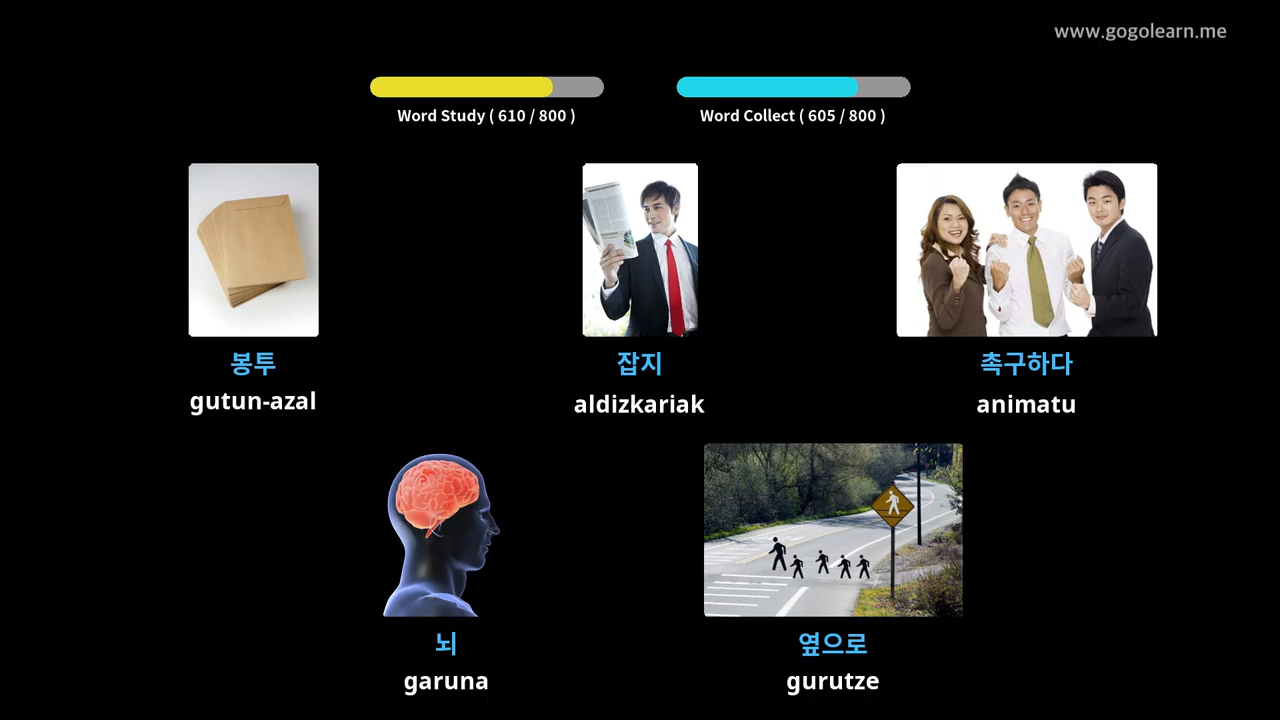 www.gogolearn.me
Word Study ( 610 / 800 )
Word Collect ( 605 / 800 )
봉투
gutun-azal
잡지
aldizkariak
촉구하다
animatu
뇌
garuna
옆으로
gurutze